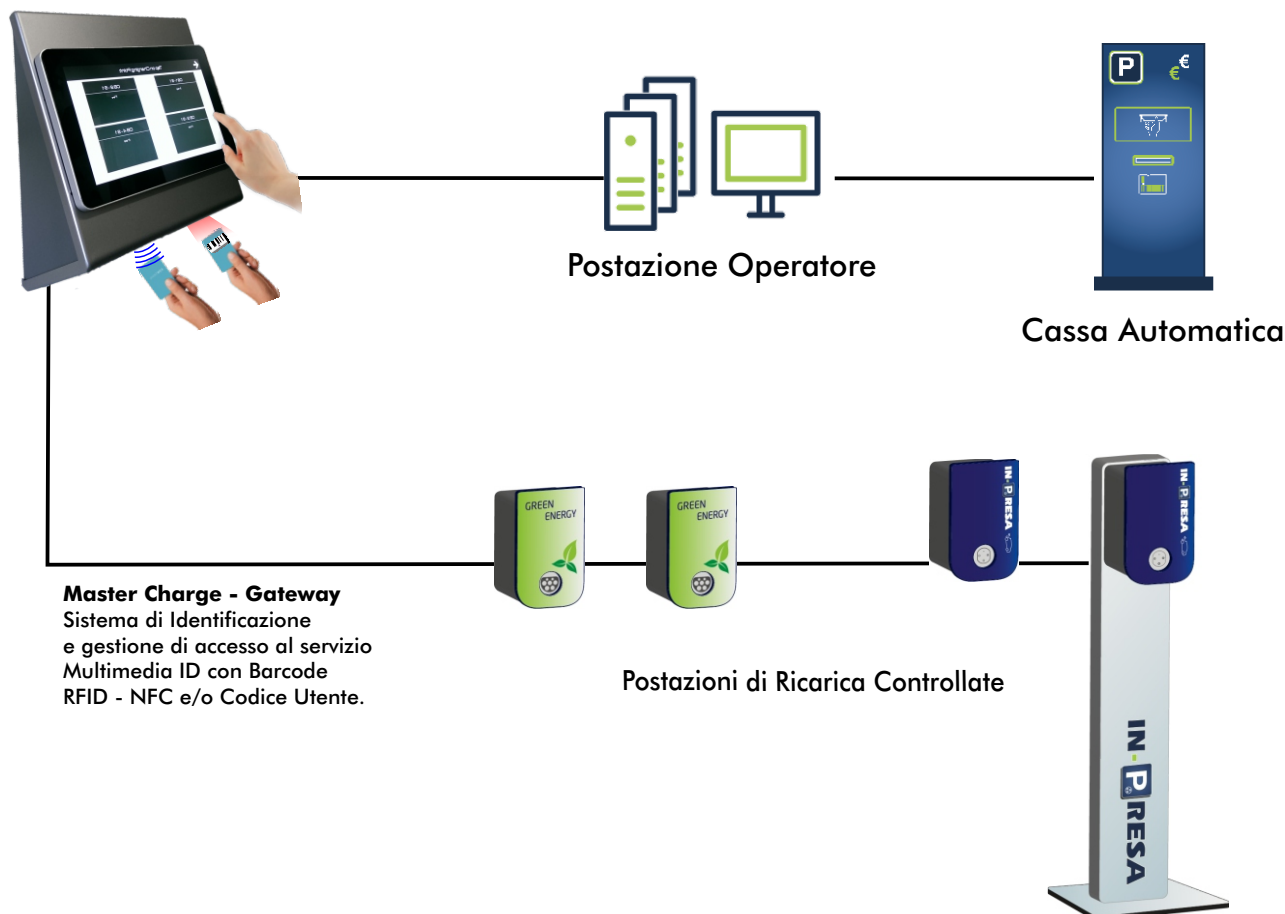 P
€
€
Postazione Operatore
Cassa Automatica
GREEN
ENERGY
GREEN
ENERGY
IN-PRESA
IN-PRESA
Master Charge - Gateway
Sistema di Identificazione
e gestione di accesso al servizio
Multimedia ID con Barcode
RFID - NFC e/o Codice Utente.
Postazioni di Ricarica Controllate
IN-PRESA